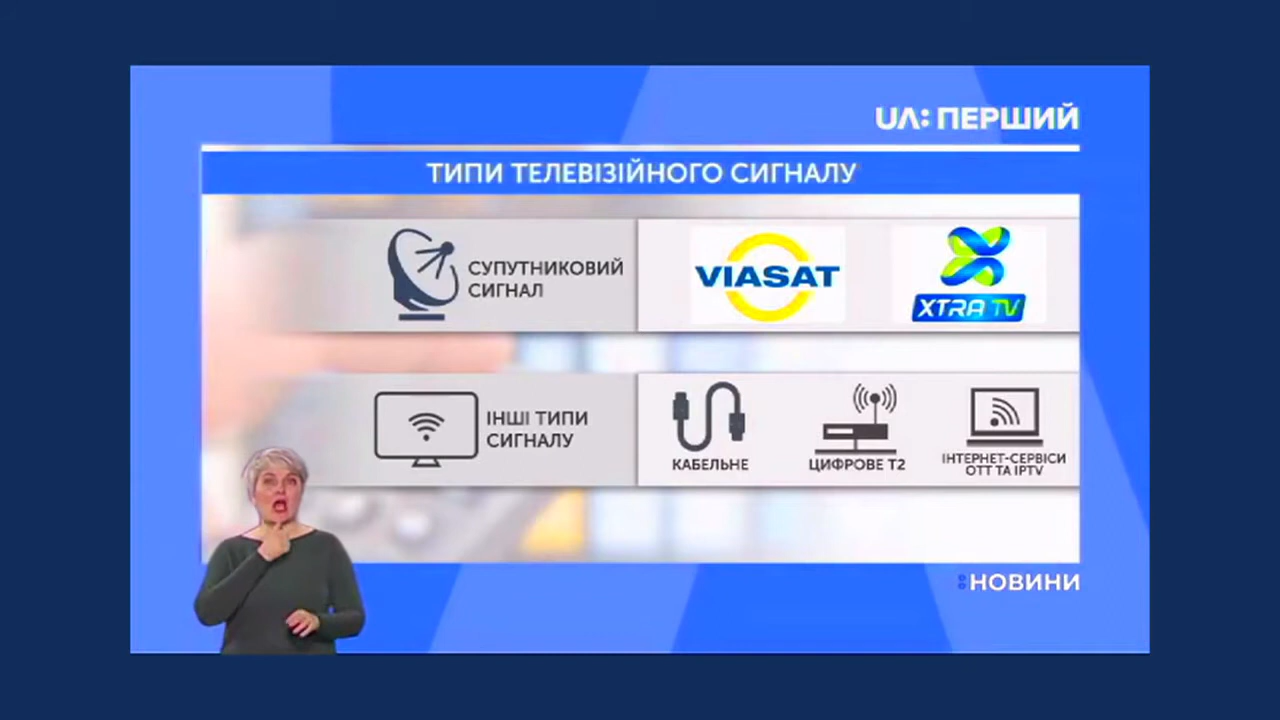 UA: ПЕРШИЙ
ТИПИ ТЕЛЕВІЗІЙНОГО СИГНАЛУ
СУПУТНИКОВИЙ
СИГНАЛ
VIASAT
XTRA TV
ІНШІ ТИПИ
СИГНАЛУ
КАБЕЛЬНЕ
ЦИФРОВЕ Т2
ІНТЕРНЕТ-СЕРВІСИ
ОТТ ТА IPTV
:НОВИНИ